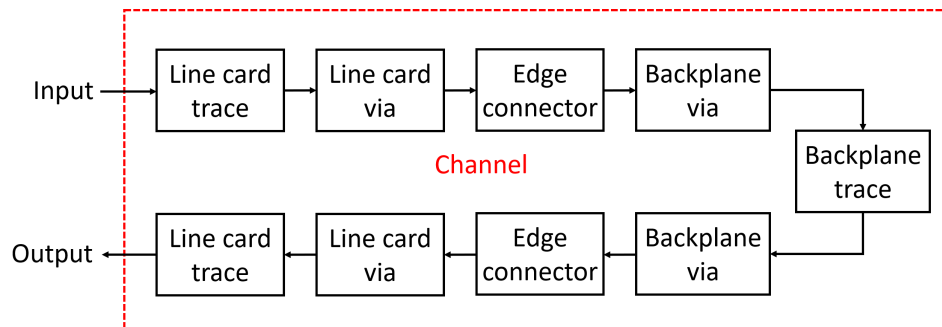 Input
Line card
trace
Line card
via
Edge
connector
Backplane
via
Backplane
trace
Channel
Output
Line card
trace
Line card
via
Edge
connector
Backplane
via